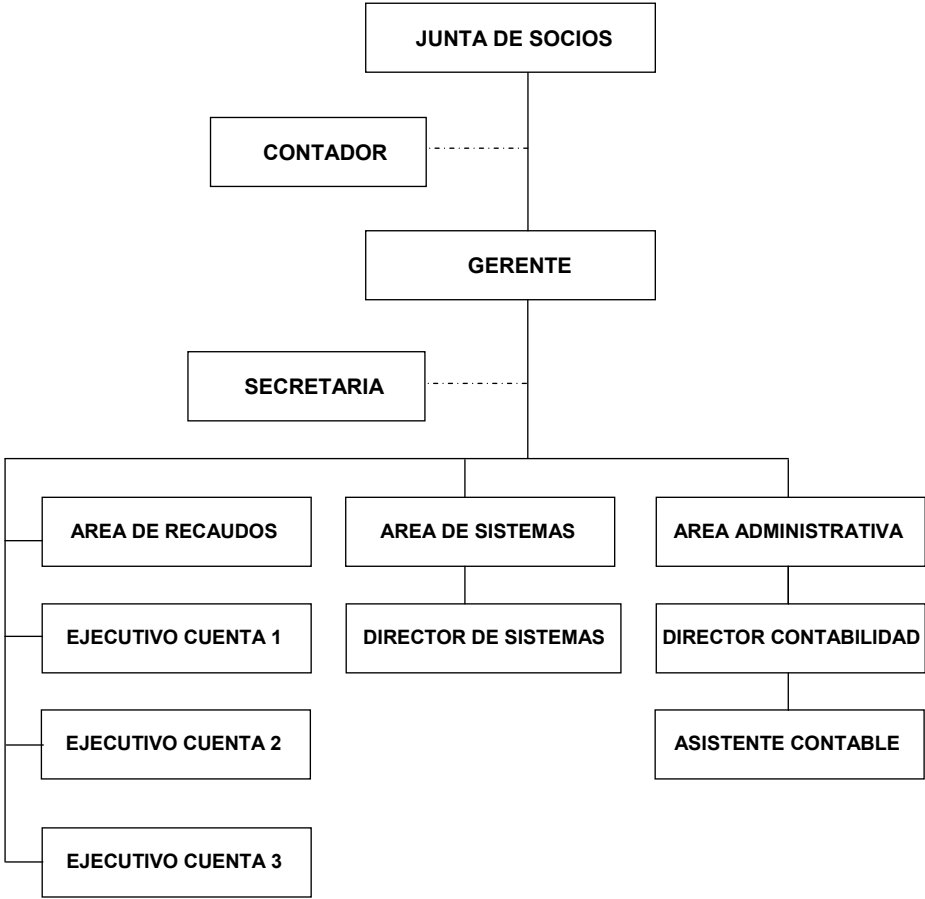 JUNTA DE SOCIOS
CONTADOR
GERENTE
SECRETARIA
AREA DE RECAUDOS
AREA DE SISTEMAS
AREA ADMINISTRATIVA
EJECUTIVO CUENTA 1
DIRECTOR DE SISTEMAS
DIRECTOR CONTABILIDAD
EJECUTIVO CUENTA 2
ASISTENTE CONTABLE
EJECUTIVO CUENTA 3